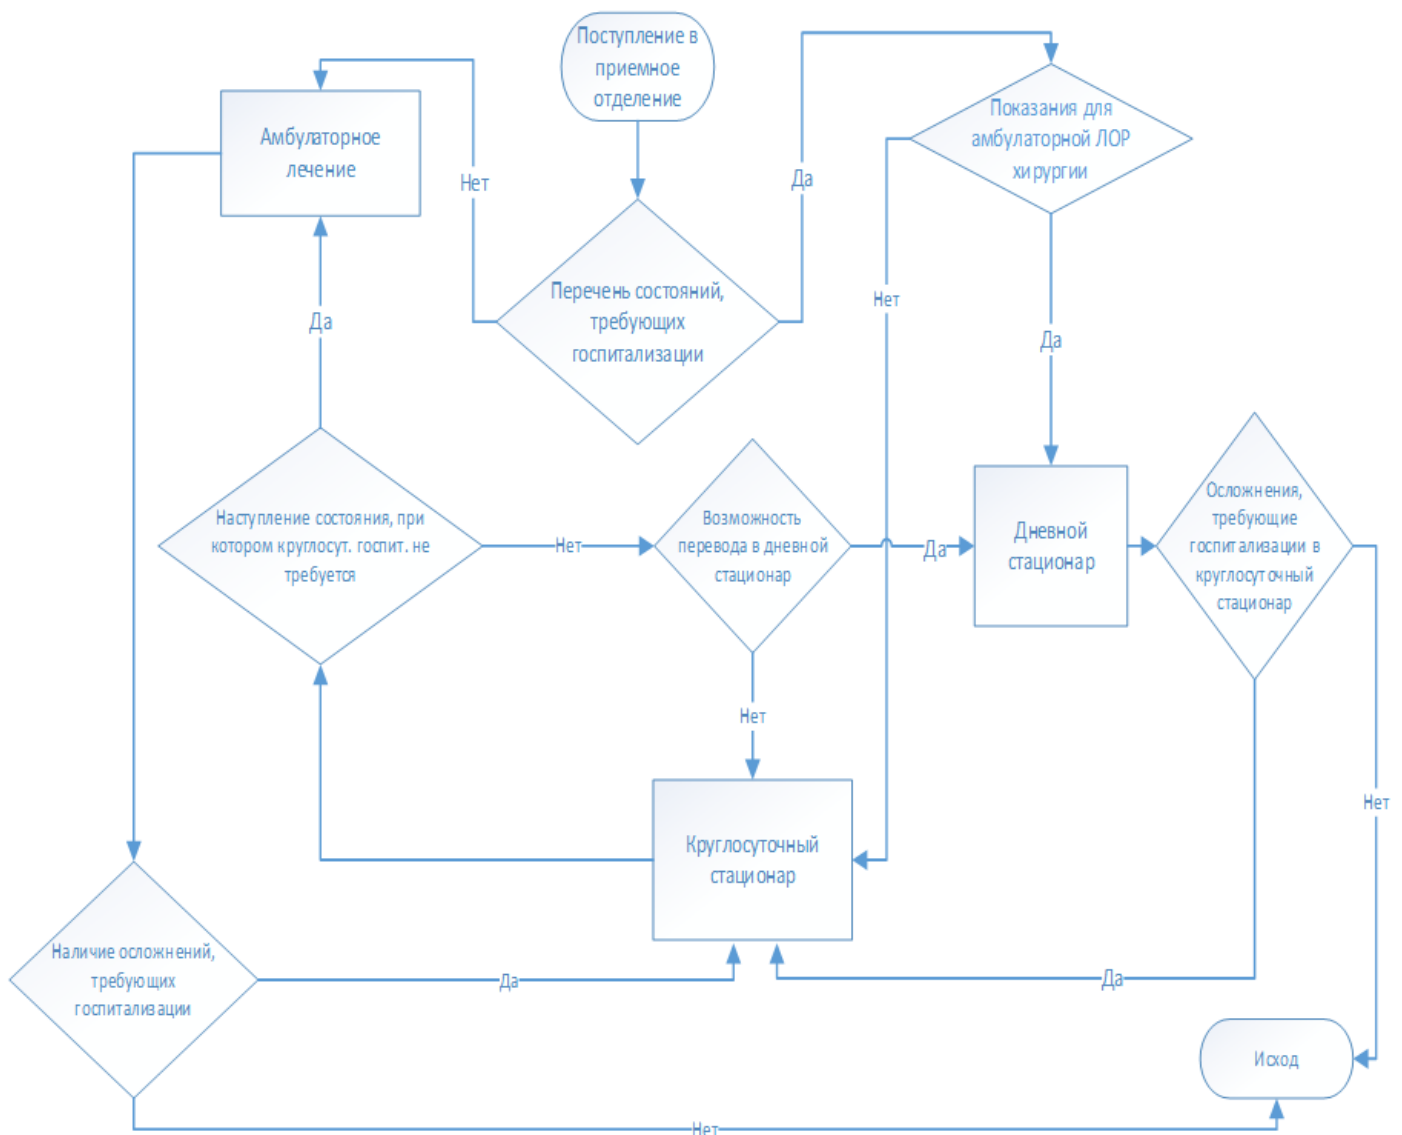 Поступление в
приемное
отделение
Показания для
амбулаторной ЛОР
хирургии
Амбулаторное
лечение
Нет
Да
Перечень состояний,
требующих
госпитализации
Нет
Да
Да
Наступление состояния, при
котором круглосут. госпит. не
требуется
Нет
Возможность
перевода в дневной
стационар
Да
Дневной
стационар
Осложнения,
требующие
госпитализации в
круглосуточный
стационар
Нет
Нет
Круглосуточный
стационар
Наличие осложнений,
требующих
госпитализации
Да
Да
Исход
Нет